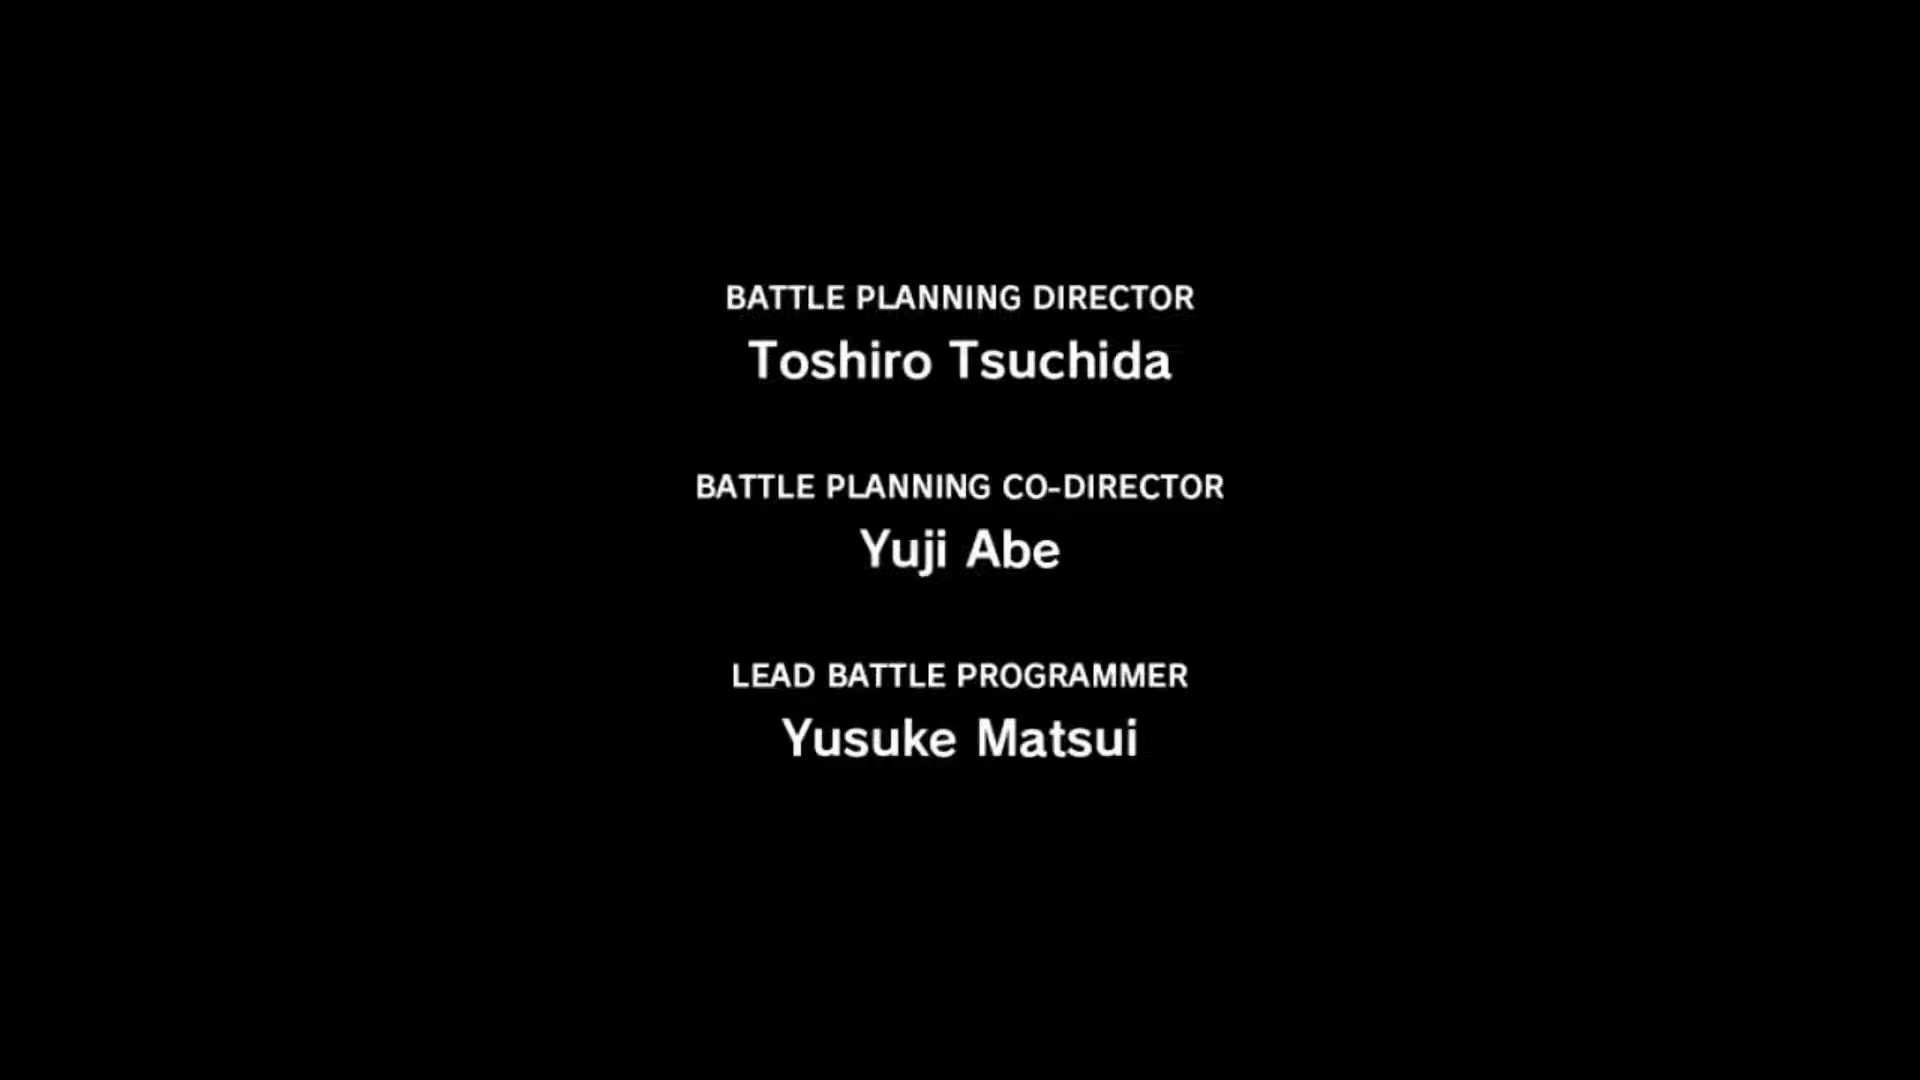 BATTLE PLANNING DIRECTOR
Toshiro Tsuchida
BATTLE PLANNING CO-DIRECTOR
Yuji Abe
LEAD BATTLE PROGRAMMER
Yusuke Matsui